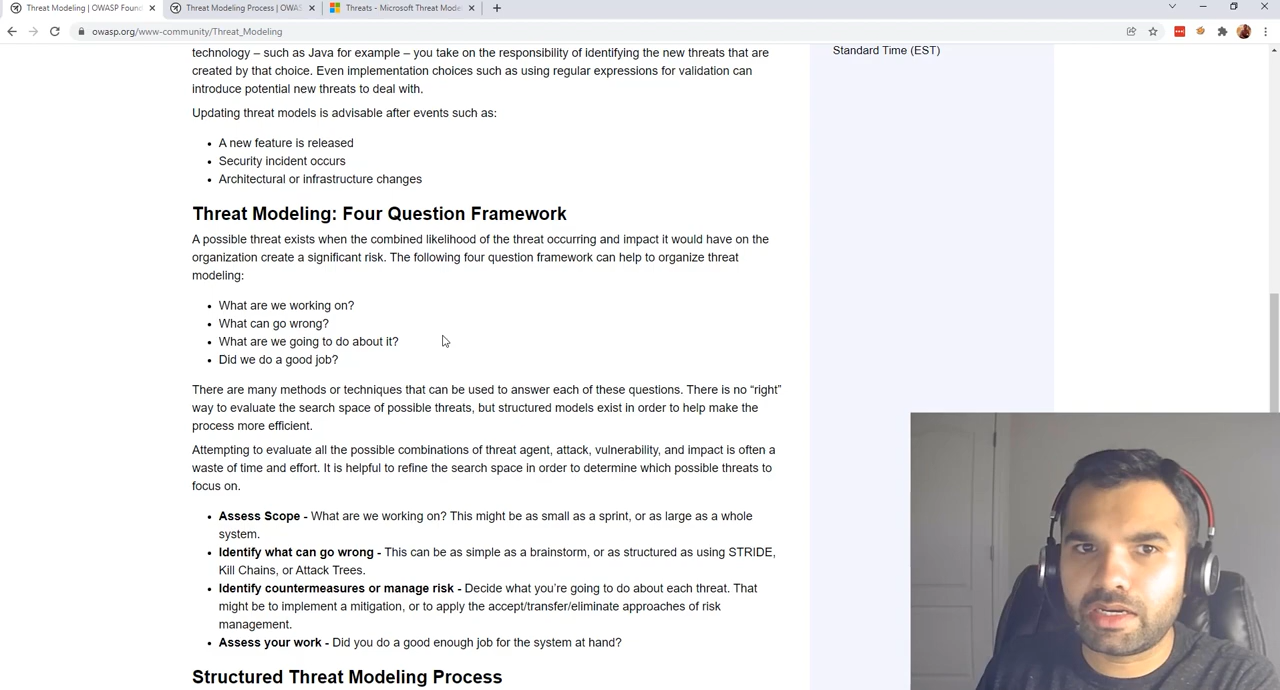 Threat Modeling | OWASP Foun
Threat Modeling Process | OWAS
Threats - Microsoft Threat Mode
owasp.org/www-community/Threat_Modeling
technology – such as Java for example – you take on the responsibility of identifying the new threats that are
created by that choice. Even implementation choices such as using regular expressions for validation can
introduce potential new threats to deal with.
Updating threat models is advisable after events such as:
• A new feature is released
• Security incident occurs
• Architectural or infrastructure changes
Threat Modeling: Four Question Framework
A possible threat exists when the combined likelihood of the threat occurring and impact it would have on the
organization create a significant risk. The following four question framework can help to organize threat
modeling:
• What are we working on?
• What can go wrong?
• What are we going to do about it?
• Did we do a good job?
There are many methods or techniques that can be used to answer each of these questions. There is no “right”
way to evaluate the search space of possible threats, but structured models exist in order to help make the
process more efficient.
Attempting to evaluate all the possible combinations of threat agent, attack, vulnerability, and impact is often a
waste of time and effort. It is helpful to refine the search space in order to determine which possible threats to
focus on.
• Assess Scope - What are we working on? This might be as small as a sprint, or as large as a whole
system.
• Identify what can go wrong - This can be as simple as a brainstorm, or as structured as using STRIDE,
Kill Chains, or Attack Trees.
• Identify countermeasures or manage risk - Decide what you’re going to do about each threat. That
might be to implement a mitigation, or to apply the accept/transfer/eliminate approaches of risk
management.
• Assess your work - Did you do a good enough job for the system at hand?
Structured Threat Modeling Process
Standard Time (EST)